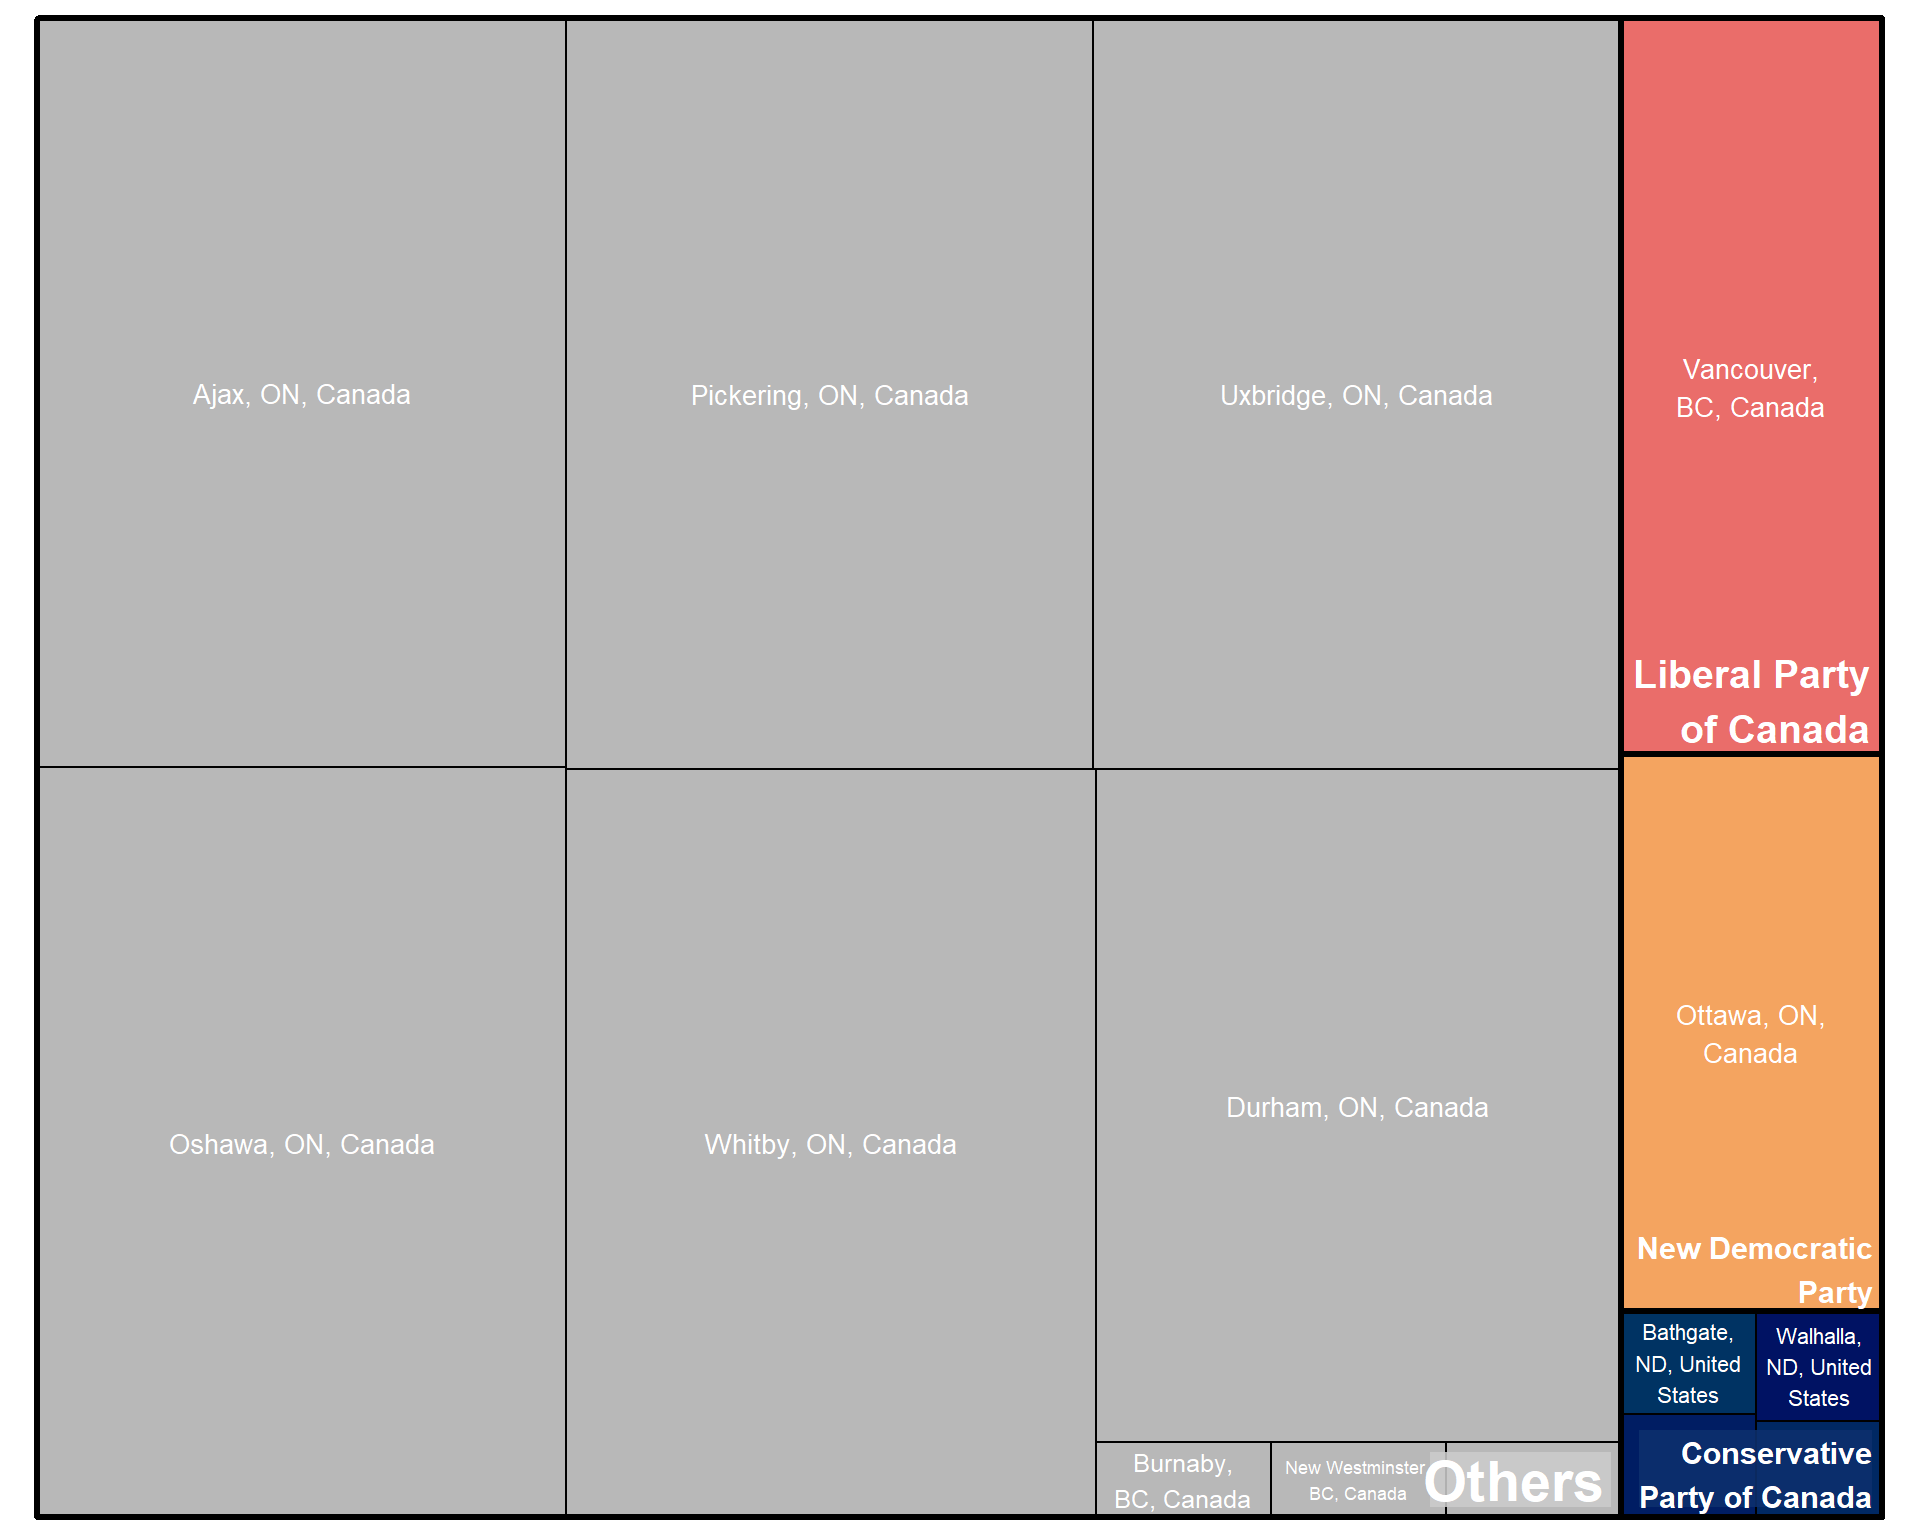 Ajax, ON, Canada
Pickering, ON, Canada
Uxbridge, ON, Canada
Vancouver,
BC, Canada
Liberal Party
of Canada
Oshawa, ON, Canada
Whitby, ON, Canada
Durham, ON, Canada
Ottawa, ON,
Canada
New Democratic
Party
Burnaby,
BC, Canada
New Westminster
BC, Canada
Others
Bathgate,
ND, United
States
Walhalla,
ND, United
States
Conservative
Party of Canada